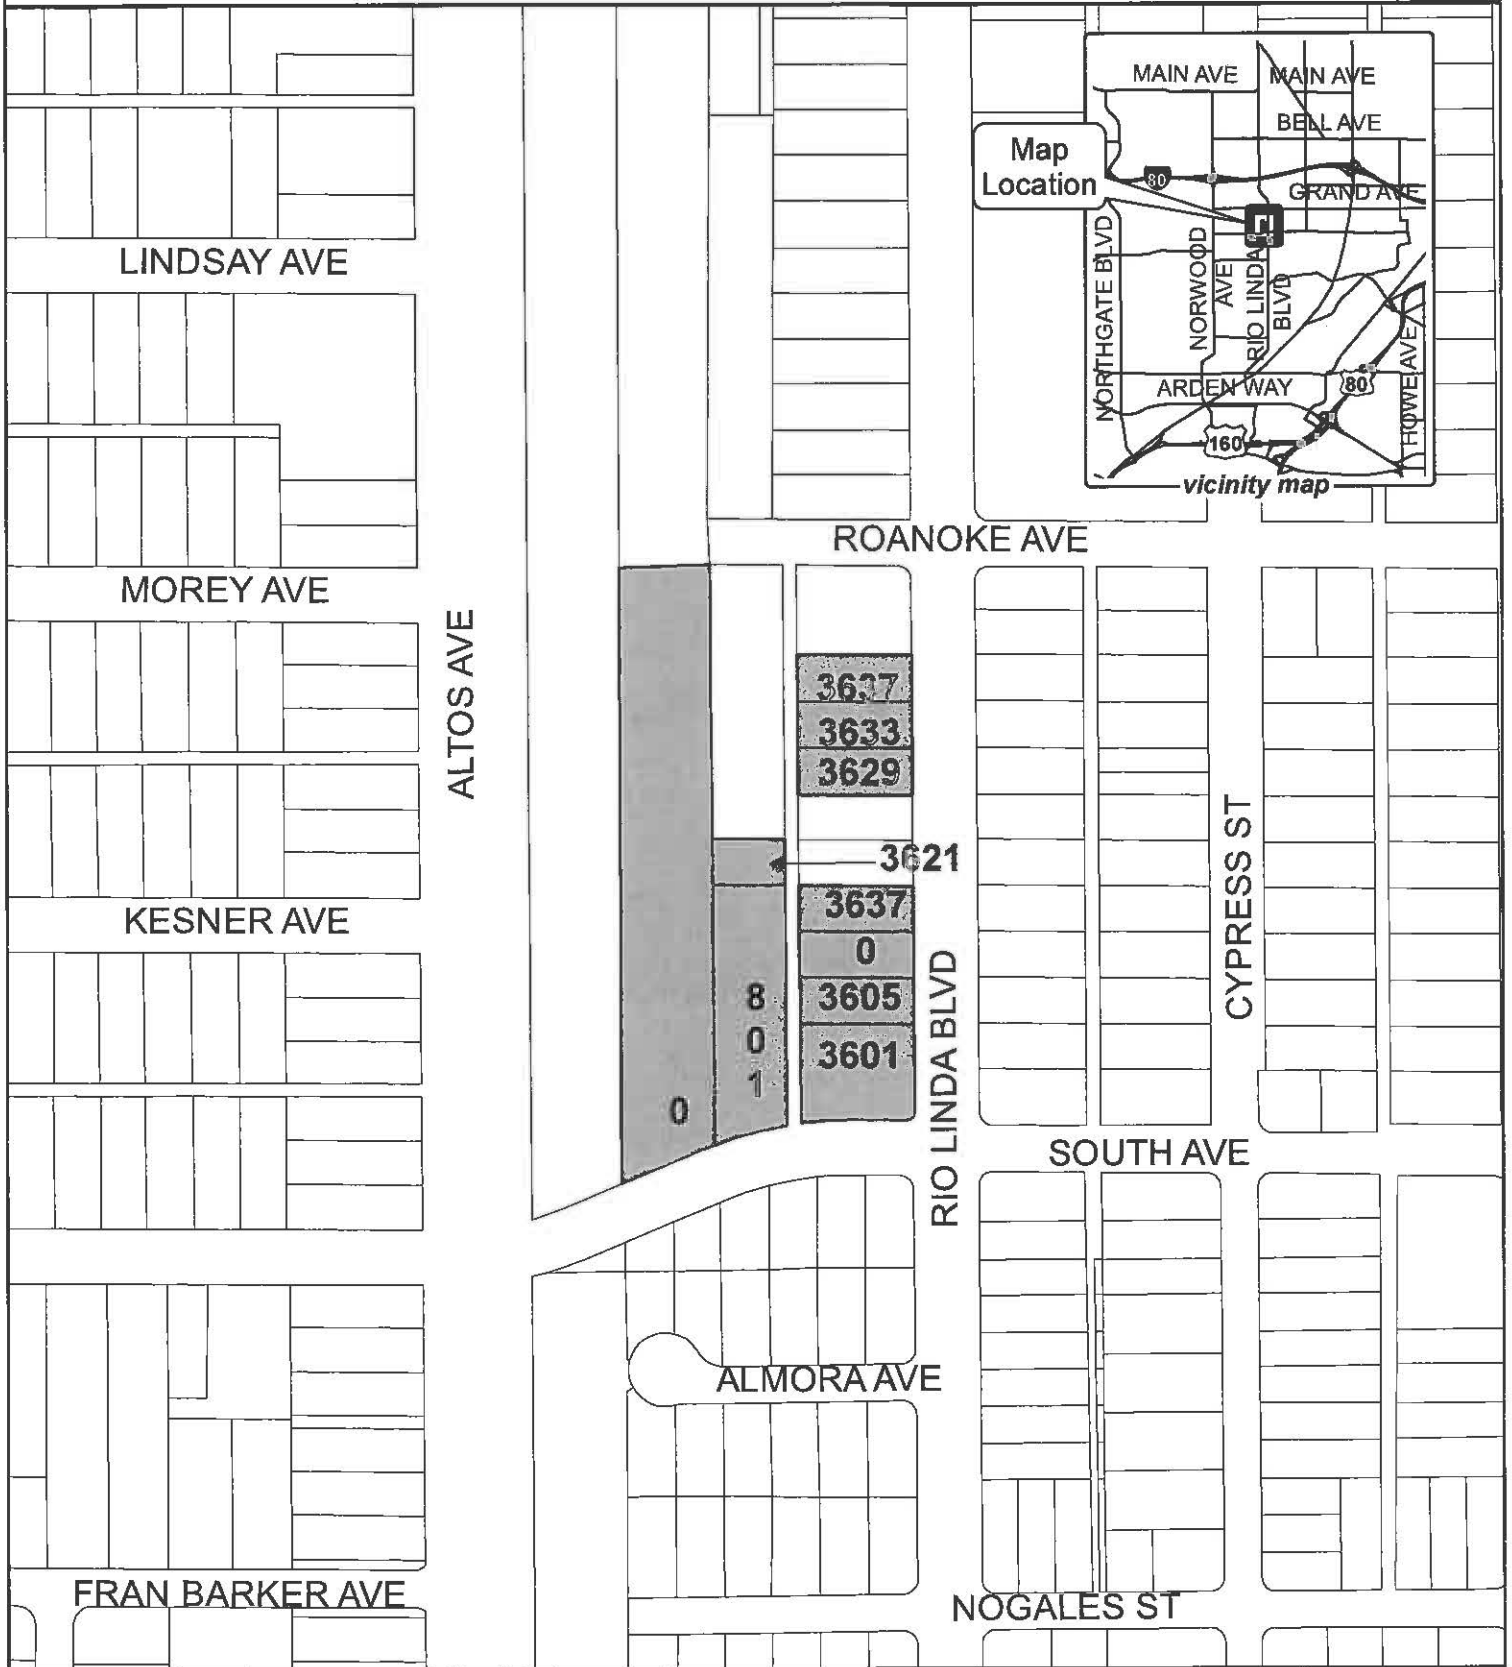 MAIN AVE
MAIN AVE
BELL AVE
Map
Location
80
GRAND AVE
NORTHGATE BLVD
NORWOOD
AVE
RIO LINDA
BLVD
HOWE AVE
ARDEN WAY
80
160
vicinity map
LINDSAY AVE
ROANOKE AVE
MOREY AVE
ALTOS AVE
3637
3633
3629
3621
3637
0
3605
3601
8
0
1
0
KESNER AVE
RIO LINDA BLVD
CYPRESS ST
SOUTH AVE
ALMORA AVE
FRAN BARKER AVE
NOGALES ST